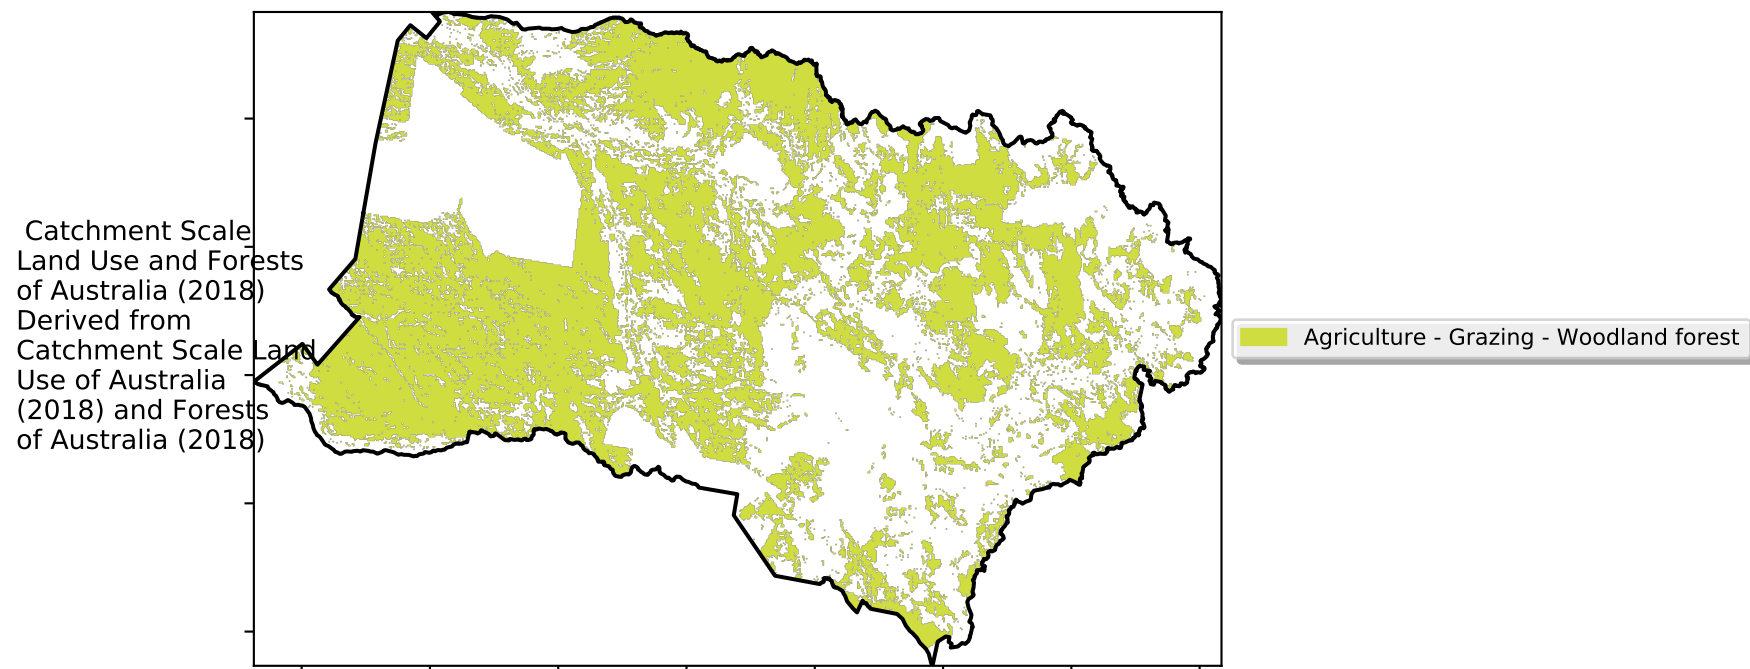 Catchment Scale
Land Use and Forests
of Australia (2018)
Derived from
Catchment Scale Land
Use of Australia
(2018) and Forests
of Australia (2018)
Agriculture - Grazing - Woodland forest